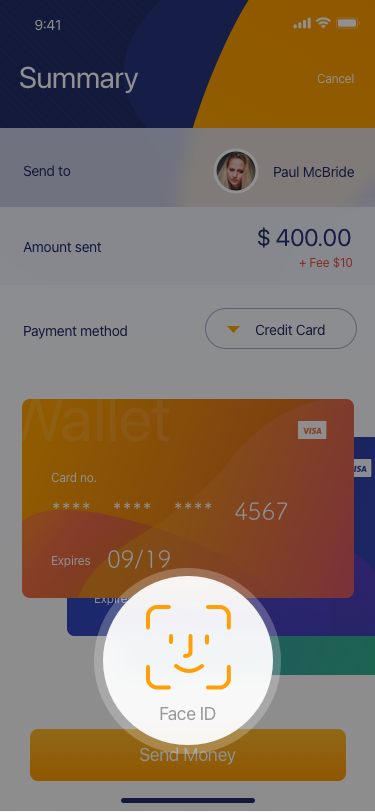 9:41
Summary
Cancel
Send to
Paul McBride
Amount sent
$ 400.00
+ Fee $10
Payment method
Credit Card
Wallet
VISA
VISA
Card no.
**** **** **** 4567
Expires 09/19
Expire
Face ID
Send Money